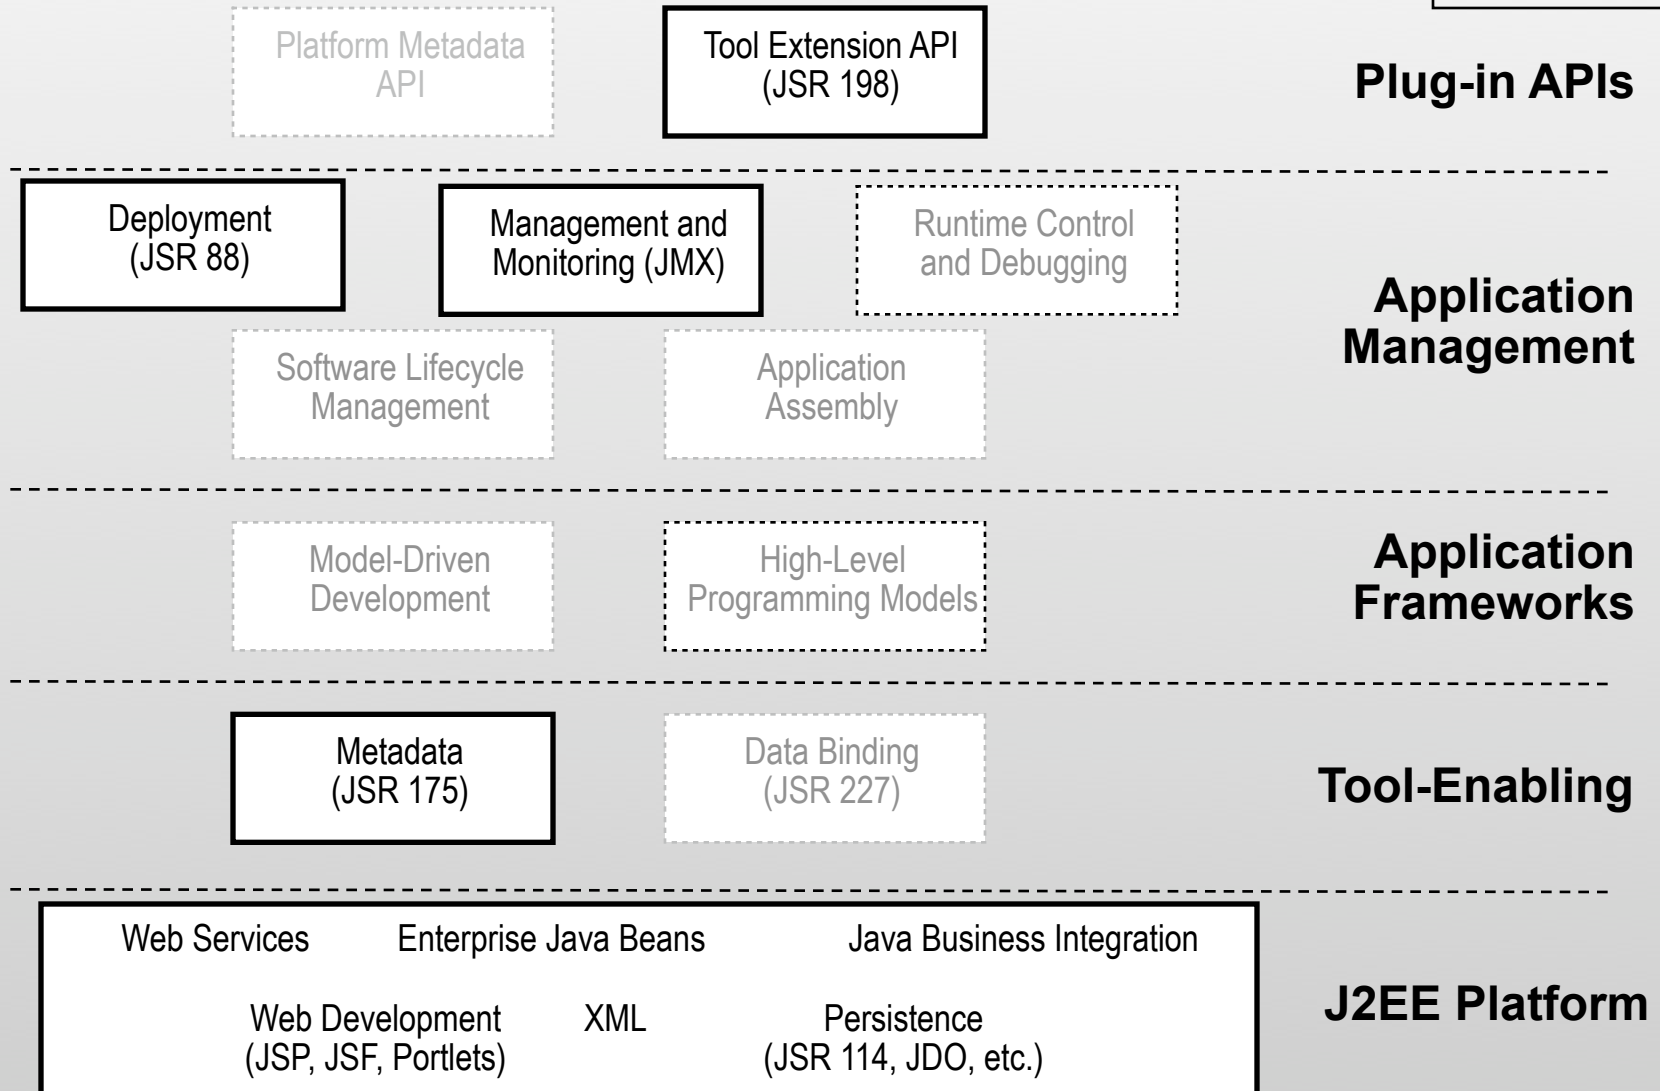 Platform Metadata
API
Tool Extension API
(JSR 198)
Plug-in APIs
Deployment
(JSR 88)
Management and
Monitoring (JMX)
Runtime Control
and Debugging
Application
Management
Software Lifecycle
Management
Application
Assembly
Model-Driven
Development
High-Level
Programming Models
Application
Frameworks
Metadata
(JSR 175)
Data Binding
(JSR 227)
Tool-Enabling
Web Services
Enterprise Java Beans
Java Business Integration
Web Development
(JSP, JSF, Portlets)
XML
Persistence
(JSR 114, JDO, etc.)
J2EE Platform